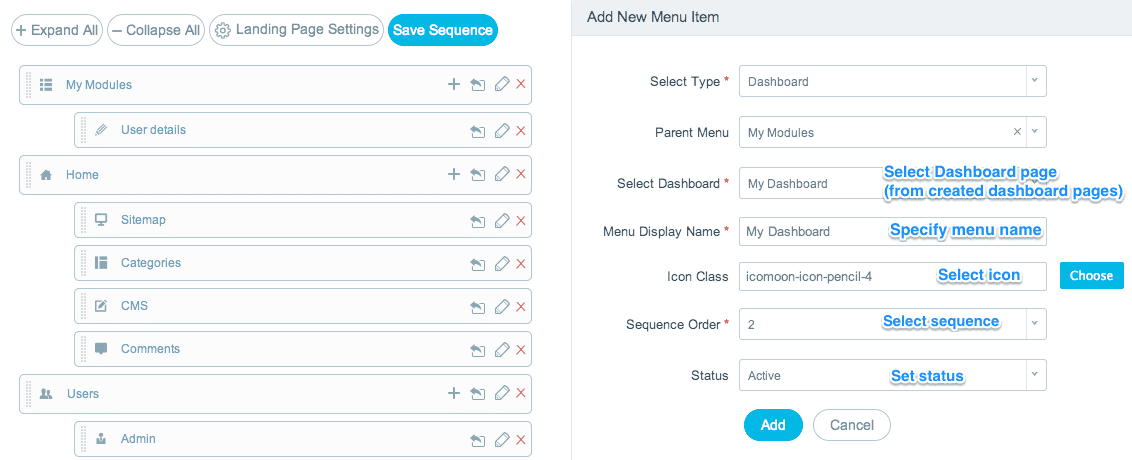 + Expand All
− Collapse All
Landing Page Settings
Save Sequence
My Modules
User details
Home
Sitemap
Categories
CMS
Comments
Users
Admin
Add New Menu Item
Select Type * Dashboard
Parent Menu My Modules ×
Select Dashboard * My Dashboard
Select Dashboard page
(from created dashboard pages)
Menu Display Name * My Dashboard Specify menu name
Icon Class icomoon-icon-pencil-4 Select icon Choose
Sequence Order * 2 Select sequence
Status Active Set status
Add Cancel